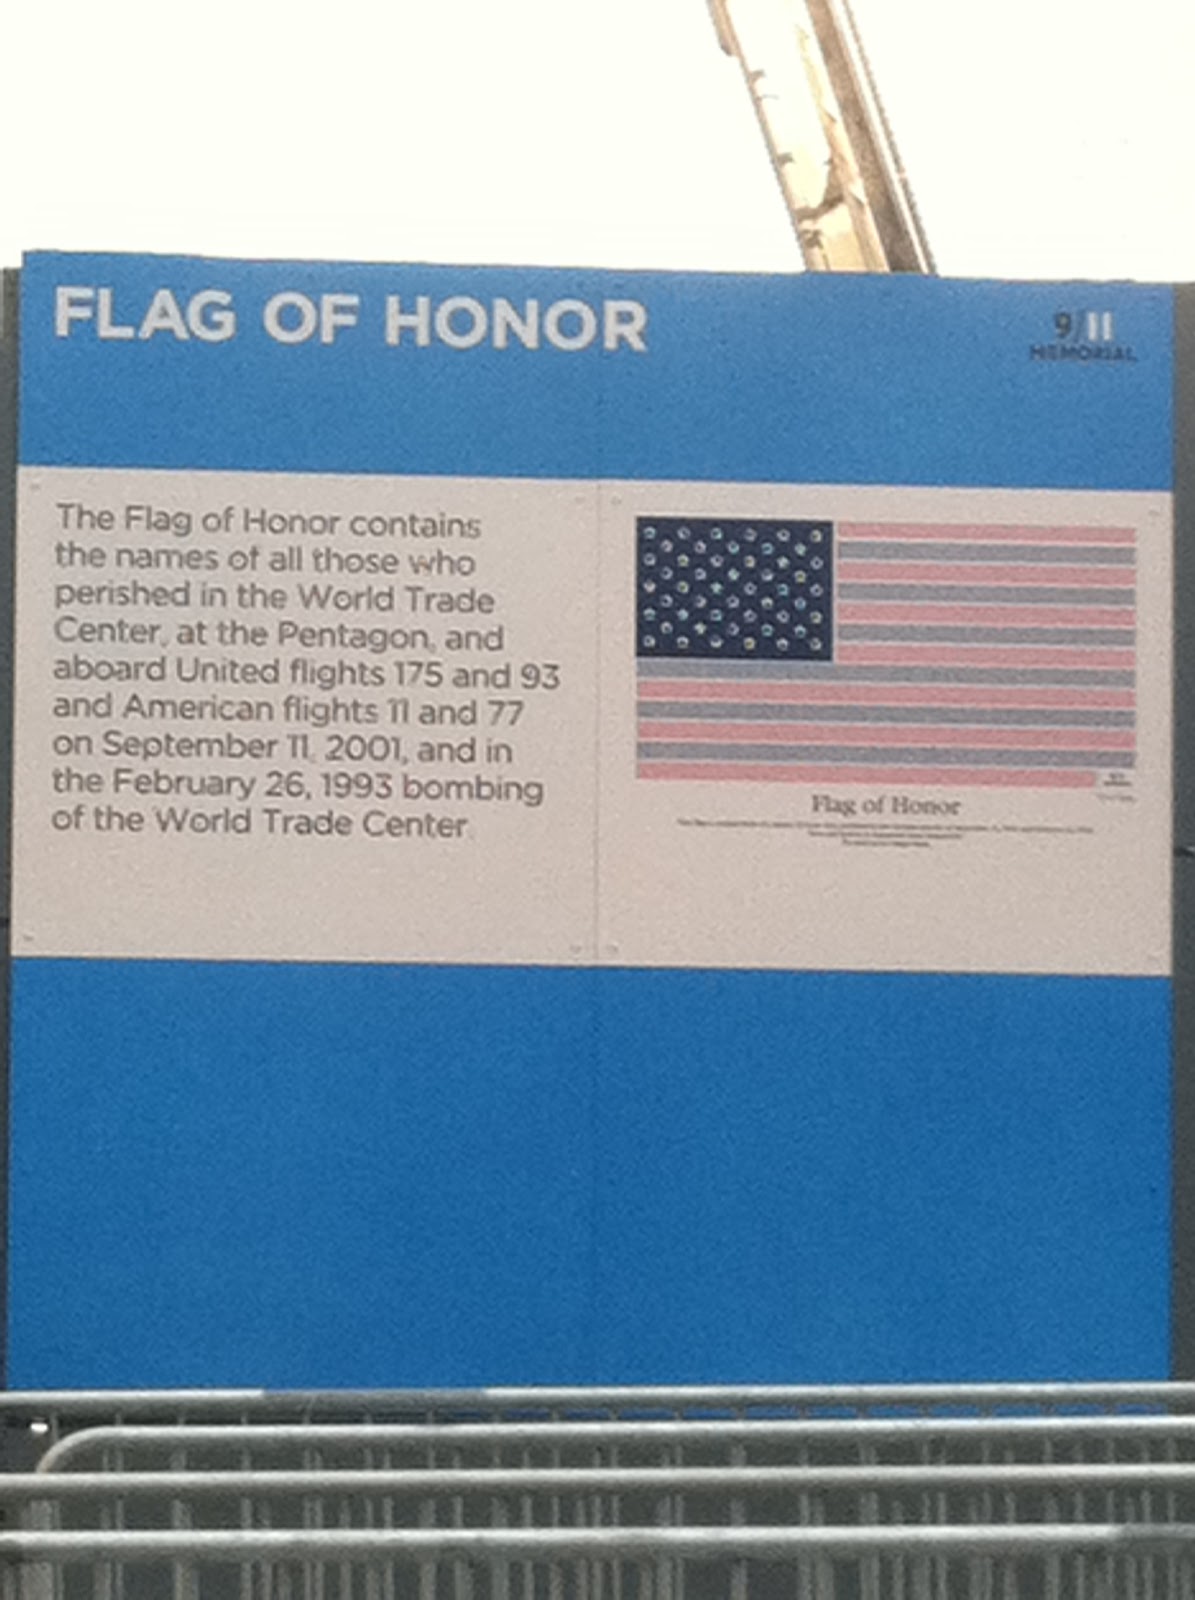 FLAG OF HONOR
9/11
MEMORIAL
The Flag of Honor contains
the names of all those who
perished in the World Trade
Center, at the Pentagon, and
aboard United flights 175 and 93
and American flights 11 and 77
on September 11, 2001, and in
the February 26, 1993 bombing
of the World Trade Center
Flag of Honor